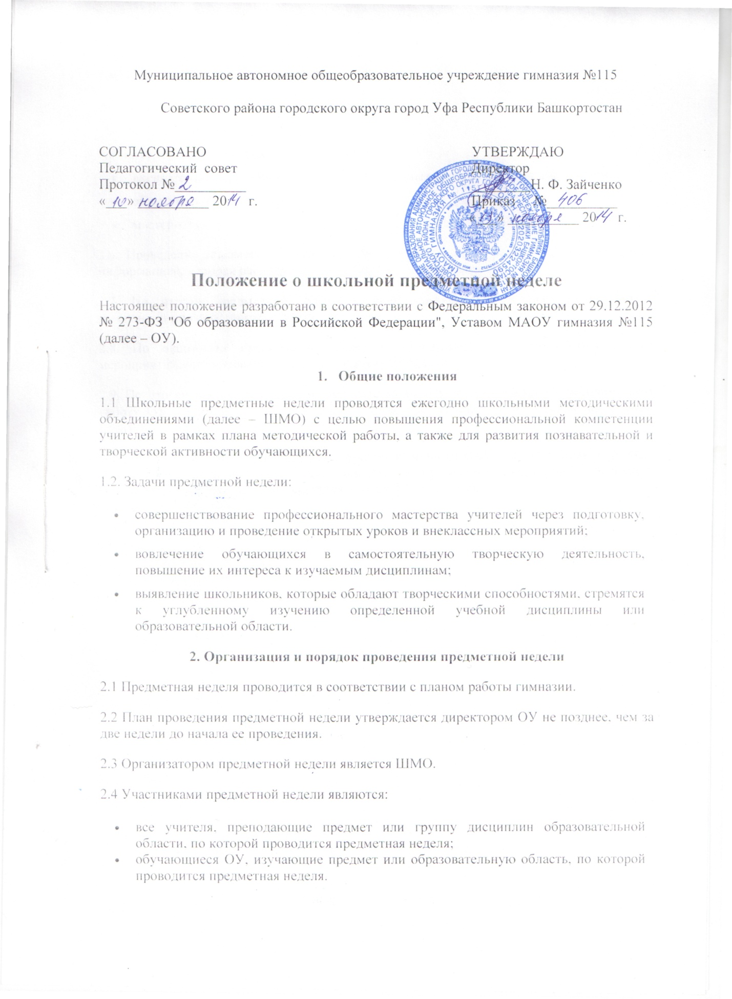 Муниципальное автономное общеобразовательное учреждение гимназия №115
Советского района городского округа город Уфа Республики Башкортостан
СОГЛАСОВАНО
Педагогический совет
Протокол № 2
«10» ноября 2014 г.
УТВЕРЖДАЮ
Директор
Н. Ф. Зайченко
Приказ № 406
«13» ноября 2014 г.
(МАОУ ГИМНАЗИЯ № 115)
Положение о школьной предметной неделе
Настоящее положение разработано в соответствии с Федеральным законом от 29.12.2012
№ 273-ФЗ "Об образовании в Российской Федерации", Уставом МАОУ гимназия №115
(далее – ОУ).
1. Общие положения
1.1 Школьные предметные недели проводятся ежегодно школьными методическими
объединениями (далее – ШМО) с целью повышения профессиональной компетенции
учителей в рамках плана методической работы, а также для развития познавательной и
творческой активности обучающихся.
1.2. Задачи предметной недели:
• совершенствование профессионального мастерства учителей через подготовку,
организацию и проведение открытых уроков и внеклассных мероприятий;
• вовлечение обучающихся в самостоятельную творческую деятельность,
повышение их интереса к изучаемым дисциплинам;
• выявление школьников, которые обладают творческими способностями, стремятся
к углубленному изучению определенной учебной дисциплины или
образовательной области.
2. Организация и порядок проведения предметной недели
2.1 Предметная неделя проводится в соответствии с планом работы гимназии.
2.2 План проведения предметной недели утверждается директором ОУ не позднее, чем за
две недели до начала ее проведения.
2.3 Организатором предметной недели является ШМО.
2.4 Участниками предметной недели являются:
• все учителя, преподающие предмет или группу дисциплин образовательной
области, по которой проводится предметная неделя;
• обучающиеся ОУ, изучающие предмет или образовательную область, по которой
проводится предметная неделя.